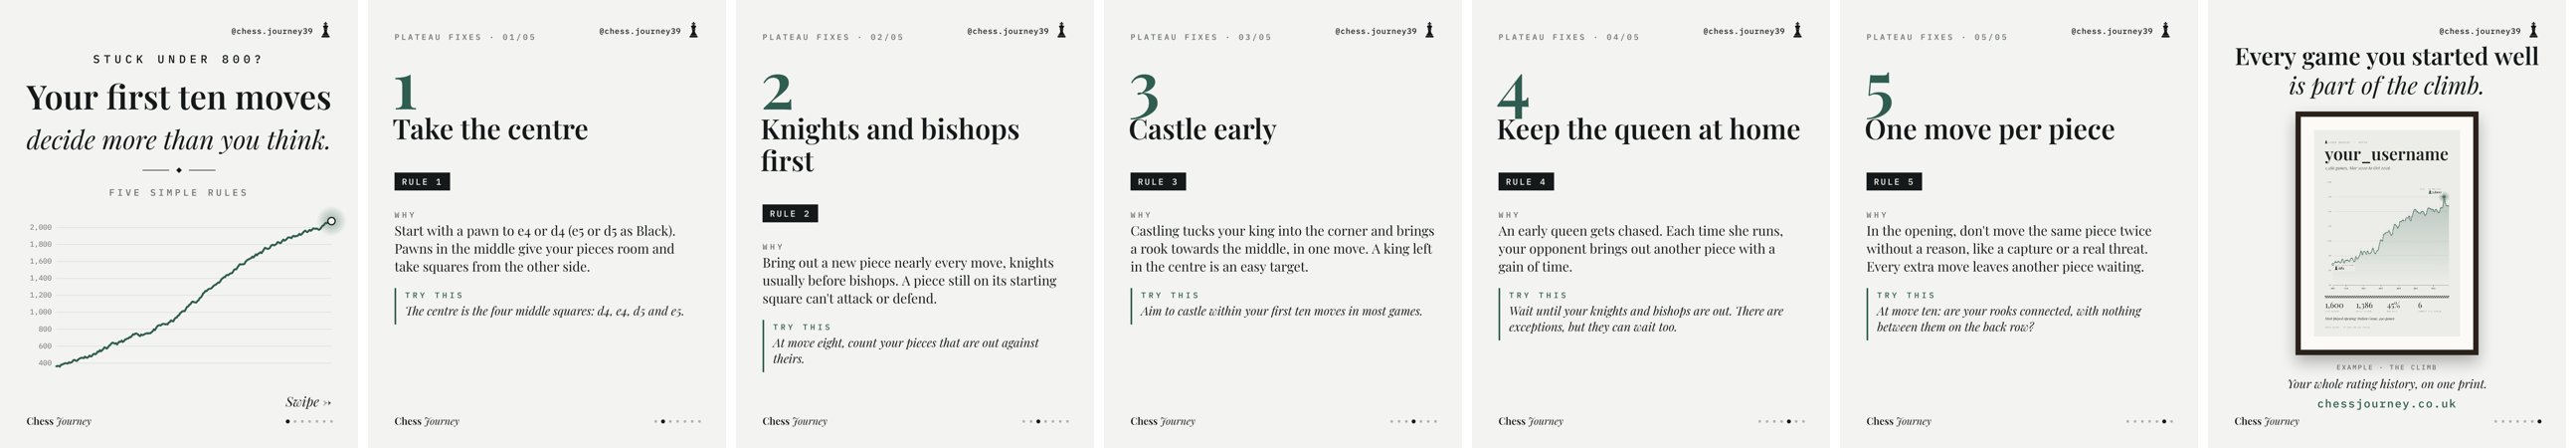 @chess.journey39
STUCK UNDER 800?
Your first ten moves
decide more than you think.
FIVE SIMPLE RULES
2,000
1,800
1,600
1,400
1,200
1,000
800
600
400
Swipe
Chess Journey
PLATEAU FIXES · 01/05
@chess.journey39
1
Take the centre
RULE 1
WHY
Start with a pawn to e4 or d4 (e5 or d5 as Black).
Pawns in the middle give your pieces room and
take squares from the other side.
TRY THIS
The centre is the four middle squares: d4, e4, d5 and e5.
Chess Journey
PLATEAU FIXES · 02/05
@chess.journey39
2
Knights and bishops
first
RULE 2
WHY
Bring out a new piece nearly every move, knights
usually before bishops. A piece still on its starting
square can't attack or defend.
TRY THIS
At move eight, count your pieces that are out against
theirs.
Chess Journey
PLATEAU FIXES · 03/05
@chess.journey39
3
Castle early
RULE 3
WHY
Castling tucks your king into the corner and brings
a rook towards the middle, in one move. A king left
in the centre is an easy target.
TRY THIS
Aim to castle within your first ten moves in most games.
Chess Journey
PLATEAU FIXES · 04/05
@chess.journey39
4
Keep the queen at home
RULE 4
WHY
An early queen gets chased. Each time she runs,
your opponent brings out another piece with a
gain of time.
TRY THIS
Wait until your knights and bishops are out. There are
exceptions, but they can wait too.
Chess Journey
PLATEAU FIXES · 05/05
@chess.journey39
5
One move per piece
RULE 5
WHY
In the opening, don't move the same piece twice
without a reason, like a capture or a real threat.
Every extra move leaves another piece waiting.
TRY THIS
At move ten: are your rooks connected, with nothing
between them on the back row?
Chess Journey
@chess.journey39
Every game you started well
is part of the climb.
your_username
1,600 1,386 45% 6
EXAMPLE · THE CLIMB
Your whole rating history, on one print.
chessjourney.co.uk
Chess Journey